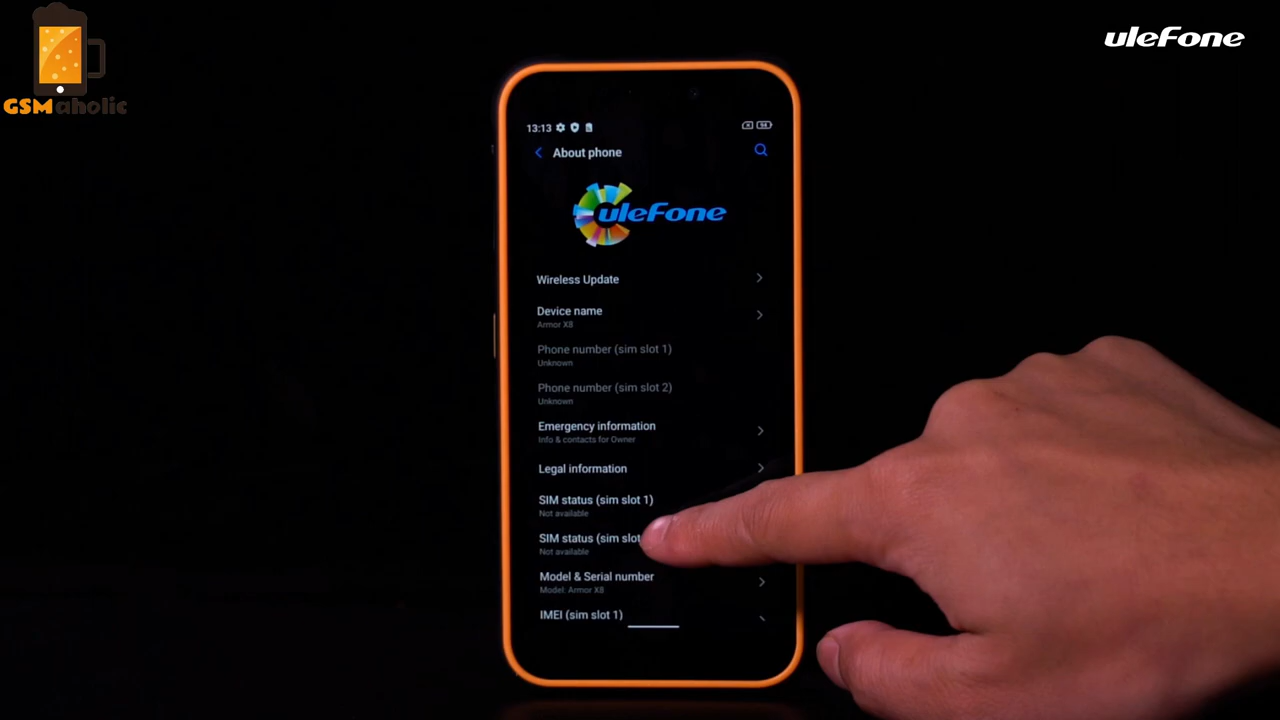 GSMaholic
uleFone
13:13
94
About phone
uleFone
Wireless Update
Device name
Armor X8
Phone number (sim slot 1)
Unknown
Phone number (sim slot 2)
Unknown
Emergency information
Info & contacts for Owner
Legal information
SIM status (sim slot 1)
Not available
SIM status (sim slot
Not available
Model & Serial number
Model: Armor X8
IMEI (sim slot 1)